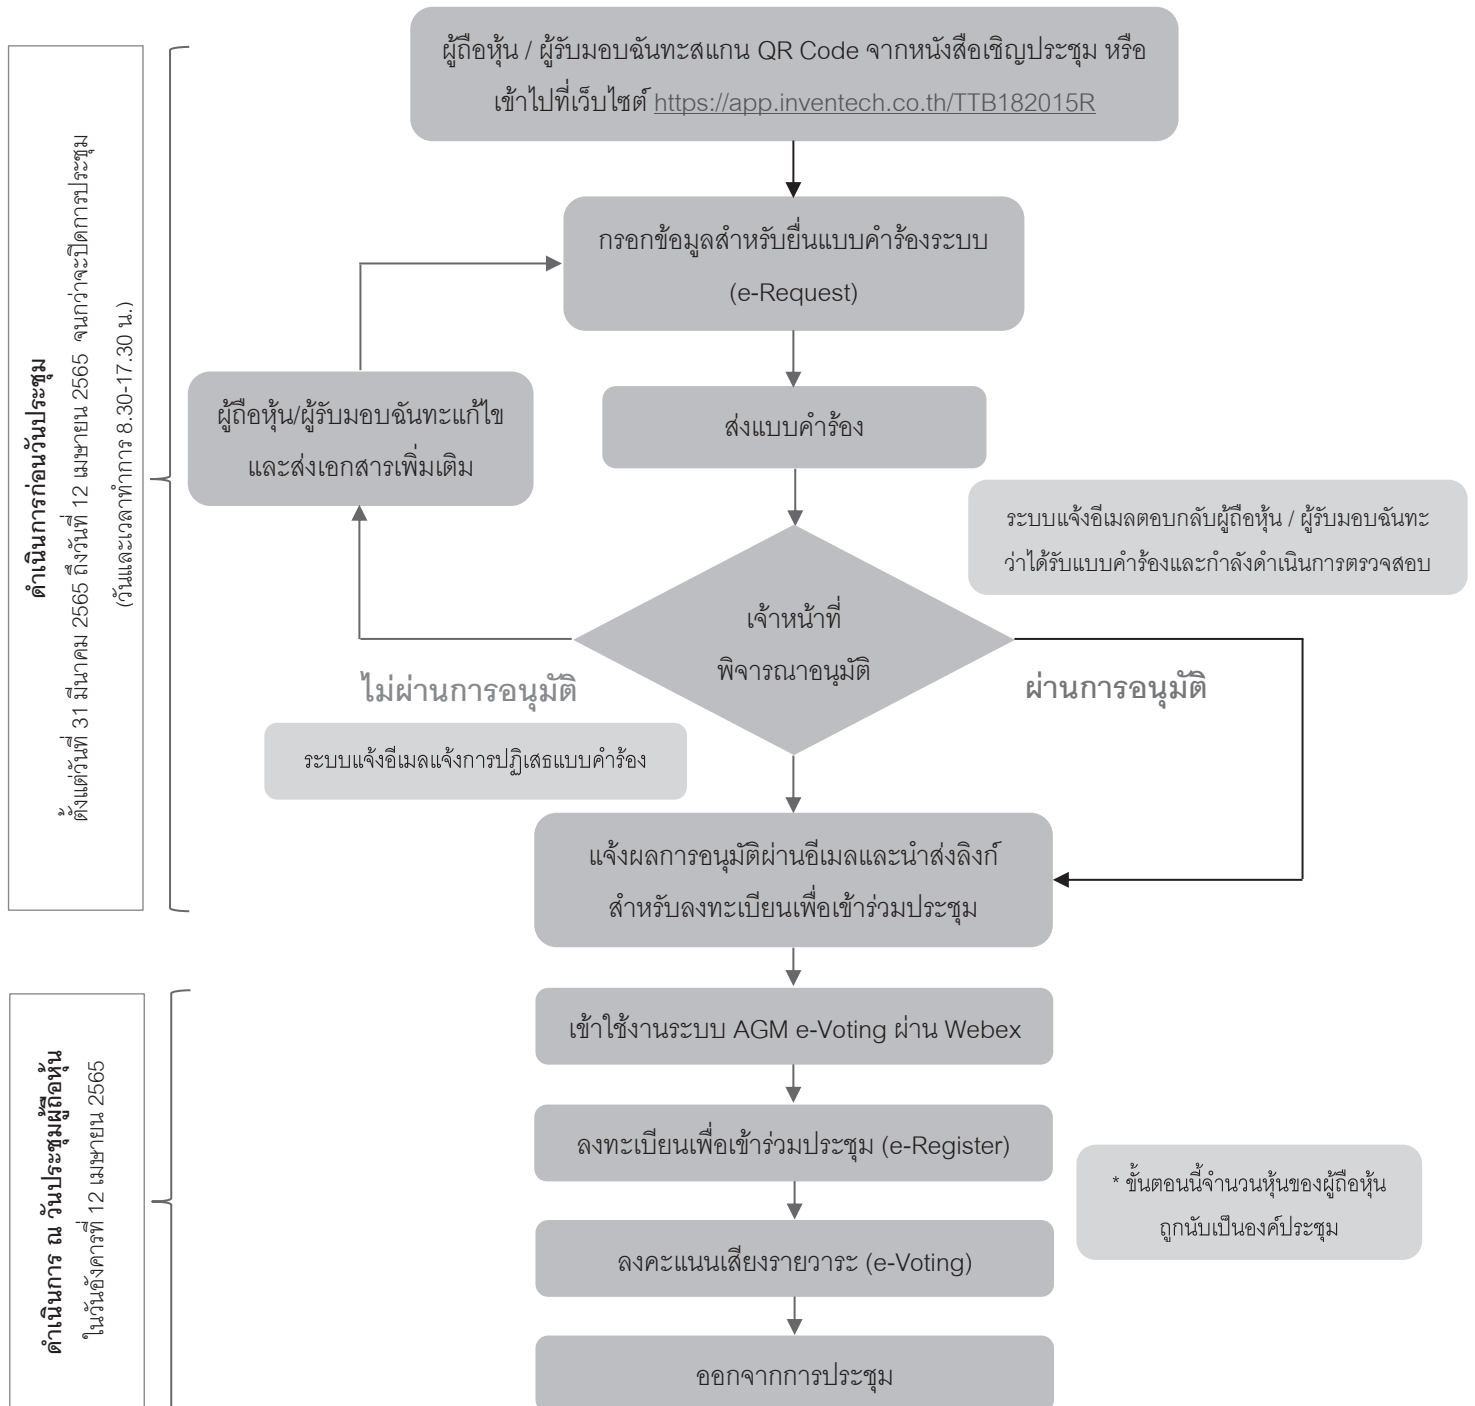 ผู้ถือหุ้น / ผู้รับมอบฉันทะสแกน QR Code จากหนังสือเชิญประชุม หรือ
เข้าไปที่เว็บไซต์ https://app.inventech.co.th/TTB182015R
ดำเนินการก่อนวันประชุม
ตั้งแต่วันที่ 31 มีนาคม 2565 ถึงวันที่ 12 เมษายน 2565 จนกว่าจะปิดการประชุม
(วันและเวลาทำการ 8.30-17.30 น.)
กรอกข้อมูลสำหรับยื่นแบบคำร้องระบบ
(e-Request)
ผู้ถือหุ้น/ผู้รับมอบฉันทะแก้ไข
และส่งเอกสารเพิ่มเติม
ส่งแบบคำร้อง
ระบบแจ้งอีเมลตอบกลับผู้ถือหุ้น / ผู้รับมอบฉันทะ
ว่าได้รับแบบคำร้องและกำลังดำเนินการตรวจสอบ
เจ้าหน้าที่
พิจารณาอนุมัติ
ไม่ผ่านการอนุมัติ
ผ่านการอนุมัติ
ระบบแจ้งอีเมลแจ้งการปฏิเสธแบบคำร้อง
แจ้งผลการอนุมัติผ่านอีเมลและนำส่งลิงก์
สำหรับลงทะเบียนเพื่อเข้าร่วมประชุม
ดำเนินการ ณ วันประชุมผู้ถือหุ้น
ในวันอังคารที่ 12 เมษายน 2565
เข้าใช้งานระบบ AGM e-Voting ผ่าน Webex
ลงทะเบียนเพื่อเข้าร่วมประชุม (e-Register)
* ขั้นตอนนี้จำนวนหุ้นของผู้ถือหุ้น
ถูกนับเป็นองค์ประชุม
ลงคะแนนเสียงรายวาระ (e-Voting)
ออกจากการประชุม